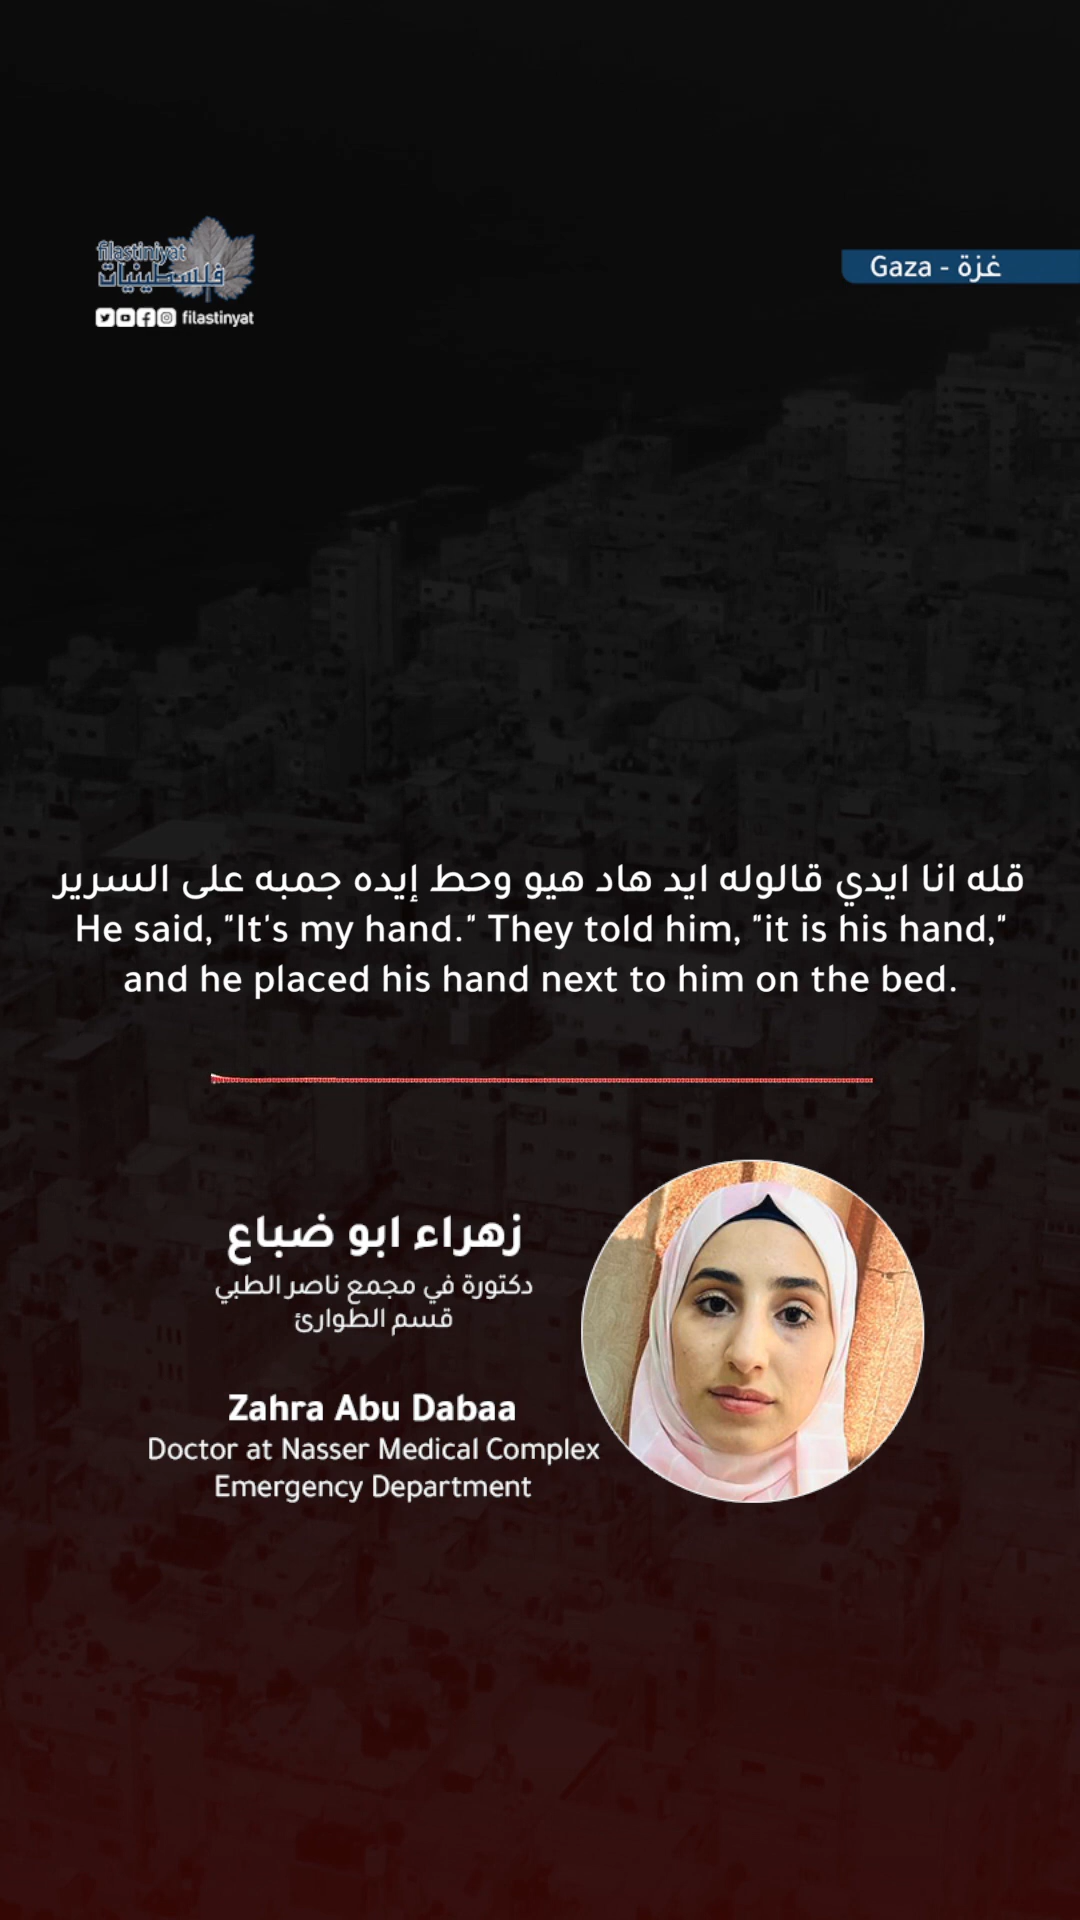 filastiniyat
فلسطينيات
filastinyat
Gaza - غزة
قله انا ايدي قالوله ايد هاد هيو وحط إيده جمبه على السرير
He said, "It's my hand." They told him, "it is his hand,"
and he placed his hand next to him on the bed.
زهراء ابو ضباع
دكتورة في مجمع ناصر الطبي
قسم الطوارئ
Zahra Abu Dabaa
Doctor at Nasser Medical Complex
Emergency Department